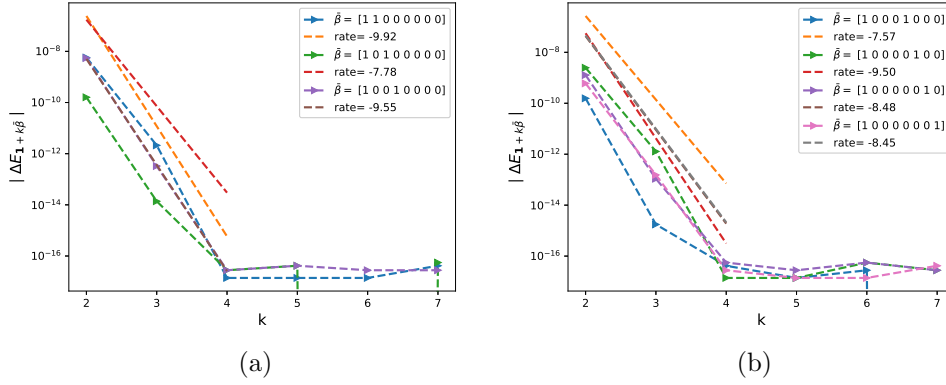 β̄ = [1 1 0 0 0 0 0 0]
rate= -9.92
β̄ = [1 0 1 0 0 0 0 0]
rate= -7.78
β̄ = [1 0 0 1 0 0 0 0]
rate= -9.55
| ΔE₁ ₊ ₖβ̄ |
10⁻⁸
10⁻¹⁰
10⁻¹²
10⁻¹⁴
10⁻¹⁶
2 3 4 5 6 7
k
(a)
β̄ = [1 0 0 0 1 0 0 0]
rate= -7.57
β̄ = [1 0 0 0 0 1 0 0]
rate= -9.50
β̄ = [1 0 0 0 0 0 1 0]
rate= -8.48
β̄ = [1 0 0 0 0 0 0 1]
rate= -8.45
| ΔE₁ ₊ ₖβ̄ |
10⁻⁸
10⁻¹⁰
10⁻¹²
10⁻¹⁴
10⁻¹⁶
2 3 4 5 6 7
k
(b)